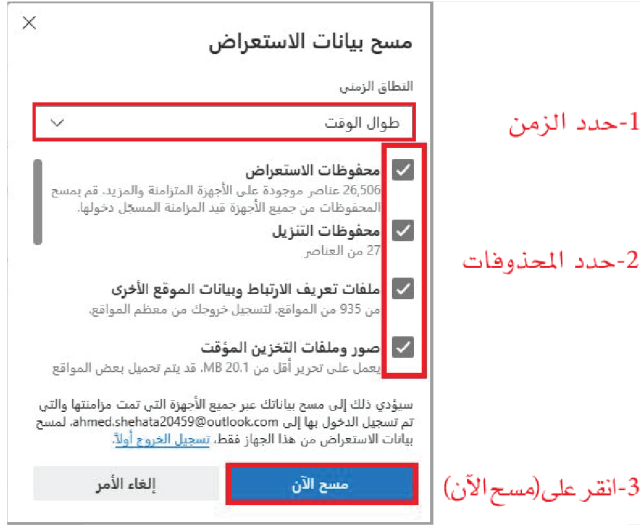 مسح بيانات الاستعراض
النطاق الزمني
طوال الوقت
1-حدد الزمن
محفوظات الاستعراض
26,506 عناصر موجودة على الأجهزة المتزامنة والمزيد. قم بمسح
المحفوظات من جميع الأجهزة قيد المزامنة المسجّل دخولها.
محفوظات التنزيل
27 من العناصر
2-حدد المحذوفات
ملفات تعريف الارتباط وبيانات الموقع الأخرى
من 935 من المواقع. لتسجيل خروجك من معظم المواقع.
صور وملفات التخزين المؤقت
يعمل على تحرير أقل من 20.1 MB. قد يتم تحميل بعض المواقع
سيؤدي ذلك إلى مسح بياناتك عبر جميع الأجهزة التي تمت مزامنتها والتي
تم تسجيل الدخول بها إلى ahmed.shehata20459@outlook.com. لمسح
بيانات الاستعراض من هذا الجهاز فقط، تسجيل الخروج أولاً.
مسح الآن
إلغاء الأمر
3-انقر على(مسح الآن)